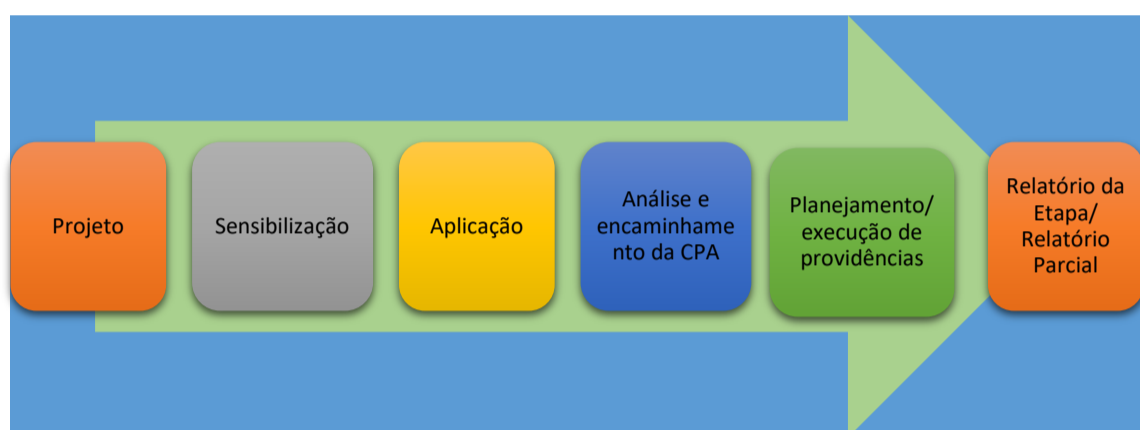 Projeto
Sensibilização
Aplicação
Análise e
encaminhame
nto da CPA
Planejamento/
execução de
providências
Relatório da
Etapa/
Relatório
Parcial